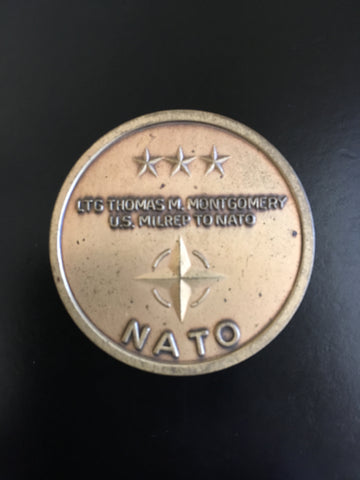 LTG THOMAS M. MONTGOMERY
U.S. MILREP TO NATO
NATO